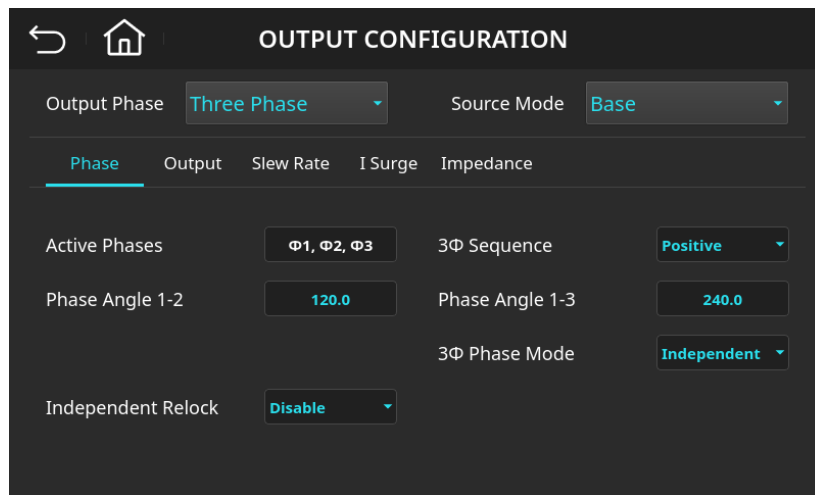 OUTPUT CONFIGURATION
Output Phase Three Phase Source Mode Base
Phase Output Slew Rate I Surge Impedance
Active Phases Φ1, Φ2, Φ3 3Φ Sequence Positive
Phase Angle 1-2 120.0 Phase Angle 1-3 240.0
3Φ Phase Mode Independent
Independent Relock Disable